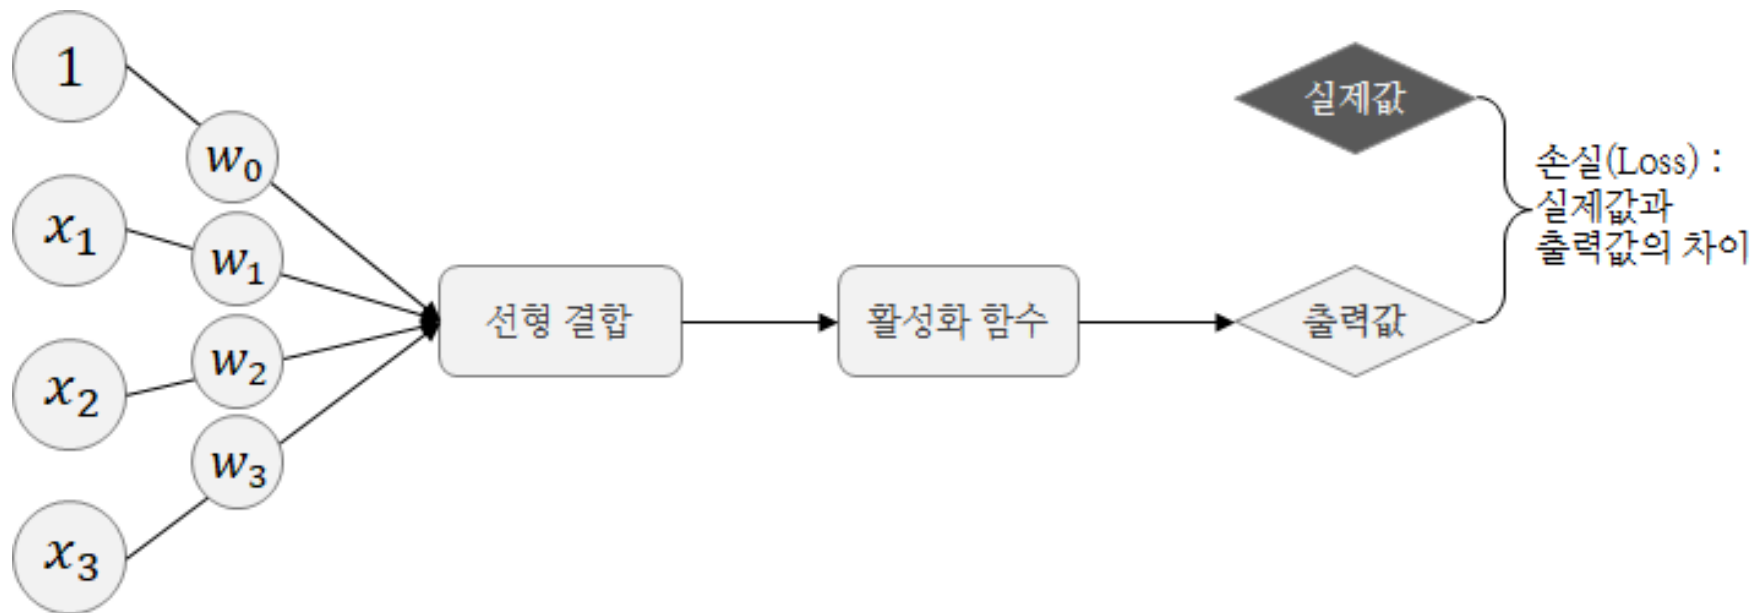 1
w₀
x₁
w₁
x₂
w₂
w₃
x₃
선형 결합
활성화 함수
실제값
출력값
손실(Loss) :
실제값과
출력값의 차이